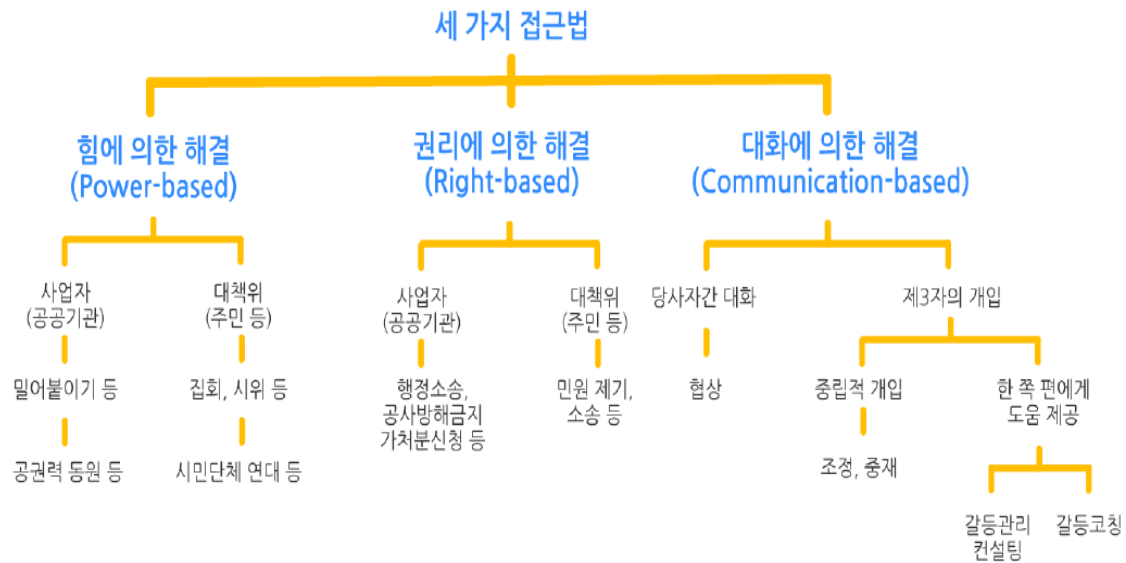 세 가지 접근법
힘에 의한 해결
(Power-based)
권리에 의한 해결
(Right-based)
대화에 의한 해결
(Communication-based)
사업자
(공공기관)
대책위
(주민 등)
사업자
(공공기관)
대책위
(주민 등)
당사자간 대화
제3자의 개입
밀어붙이기 등
집회, 시위 등
행정소송,
공사방해금지
가처분신청 등
민원 제기,
소송 등
협상
중립적 개입
한 쪽 편에게
도움 제공
공권력 동원 등
시민단체 연대 등
조정, 중재
갈등관리
컨설팅
갈등코칭